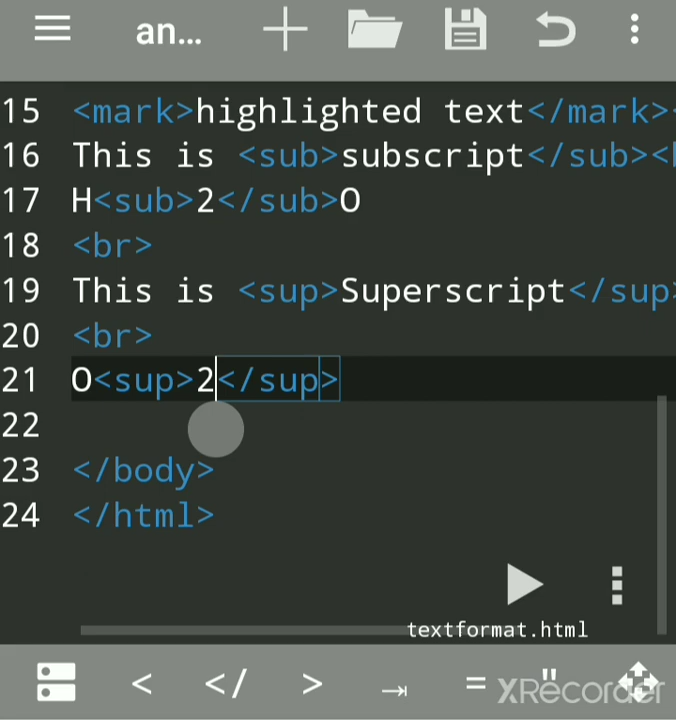 an...
15 <mark>highlighted text</mark>
16 This is <sub>subscript</sub>
17 H<sub>2</sub>O
18 <br>
19 This is <sup>Superscript</sup>
20 <br>
21 O<sup>2</sup>
22
23 </body>
24 </html>
textformat.html
< </ > = "
XRecorder